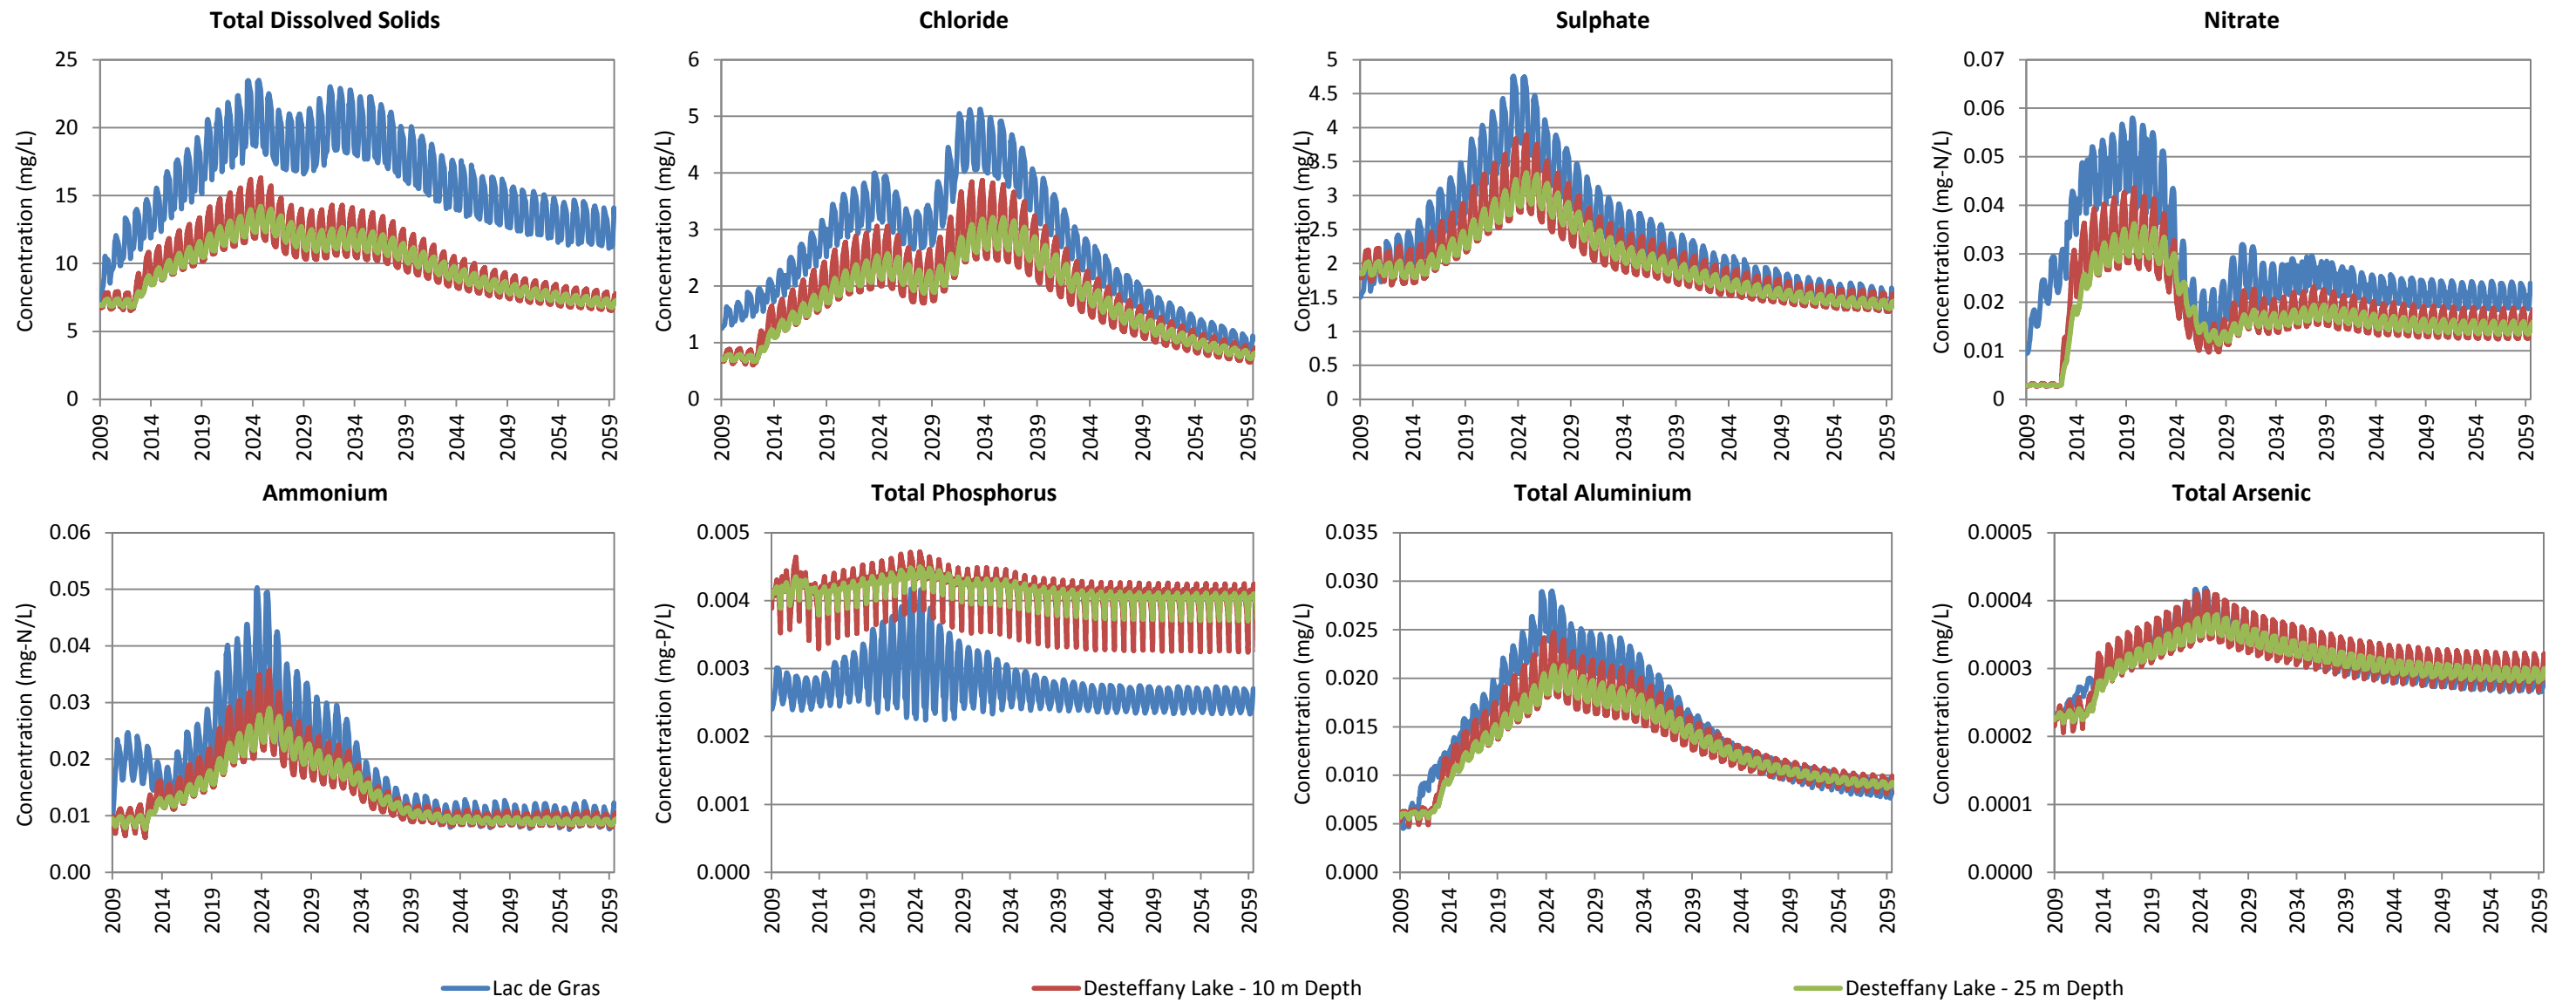 Total Dissolved Solids
Concentration (mg/L)
25
20
15
10
5
0
2009 2014 2019 2024 2029 2034 2039 2044 2049 2054 2059
Chloride
Concentration (mg/L)
6
5
4
3
2
1
0
2009 2014 2019 2024 2029 2034 2039 2044 2049 2054 2059
Sulphate
Concentration (mg/L)
5
4.5
4
3.5
3
2.5
2
1.5
1
0.5
0
2009 2014 2019 2024 2029 2034 2039 2044 2049 2054 2059
Nitrate
Concentration (mg-N/L)
0.07
0.06
0.05
0.04
0.03
0.02
0.01
0
2009 2014 2019 2024 2029 2034 2039 2044 2049 2054 2059
Ammonium
Concentration (mg-N/L)
0.06
0.05
0.04
0.03
0.02
0.01
0.00
2009 2014 2019 2024 2029 2034 2039 2044 2049 2054 2059
Total Phosphorus
Concentration (mg-P/L)
0.005
0.004
0.003
0.002
0.001
0.000
2009 2014 2019 2024 2029 2034 2039 2044 2049 2054 2059
Total Aluminium
Concentration (mg/L)
0.035
0.030
0.025
0.020
0.015
0.010
0.005
0.000
2009 2014 2019 2024 2029 2034 2039 2044 2049 2054 2059
Total Arsenic
Concentration (mg/L)
0.0005
0.0004
0.0003
0.0002
0.0001
0.0000
2009 2014 2019 2024 2029 2034 2039 2044 2049 2054 2059
Lac de Gras
Desteffany Lake - 10 m Depth
Desteffany Lake - 25 m Depth